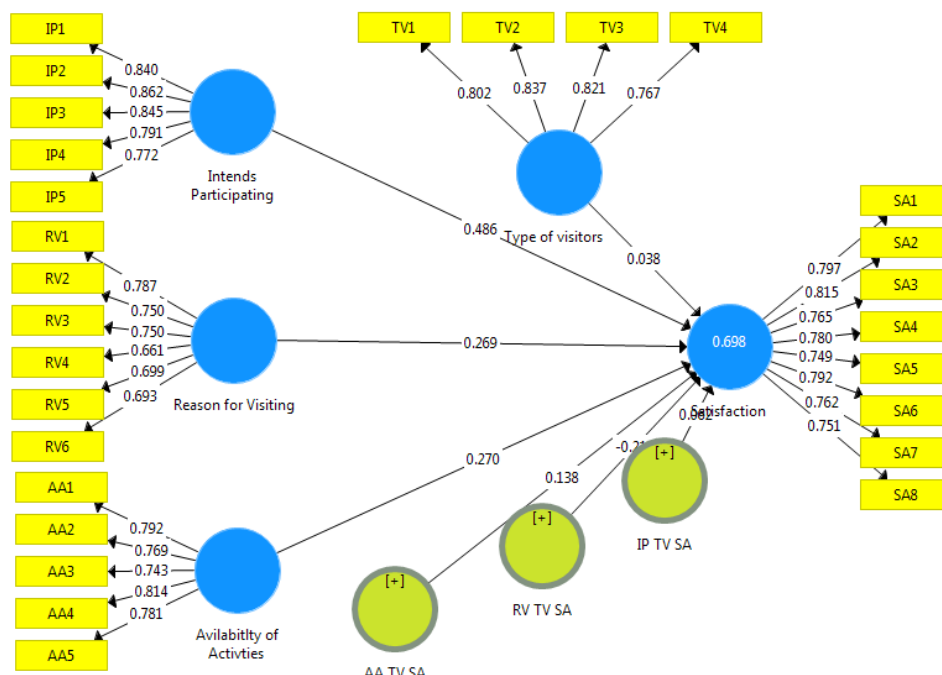 IP1
IP2
IP3
IP4
IP5
0.840
0.862
0.845
0.791
0.772
Intends
Participating
TV1
TV2
TV3
TV4
0.802
0.837
0.821
0.767
Type of visitors
0.486
0.038
RV1
RV2
RV3
RV4
RV5
RV6
0.787
0.750
0.750
0.661
0.699
0.693
Reason for Visiting
0.269
SA1
SA2
SA3
SA4
SA5
SA6
SA7
SA8
0.797
0.815
0.765
0.780
0.749
0.792
0.762
0.751
0.698
Satisfaction
AA1
AA2
AA3
AA4
AA5
0.792
0.769
0.743
0.814
0.781
Avilabitlty of
Activties
0.270
0.138
[+]
IP TV SA
[+]
RV TV SA
[+]
AA TV SA